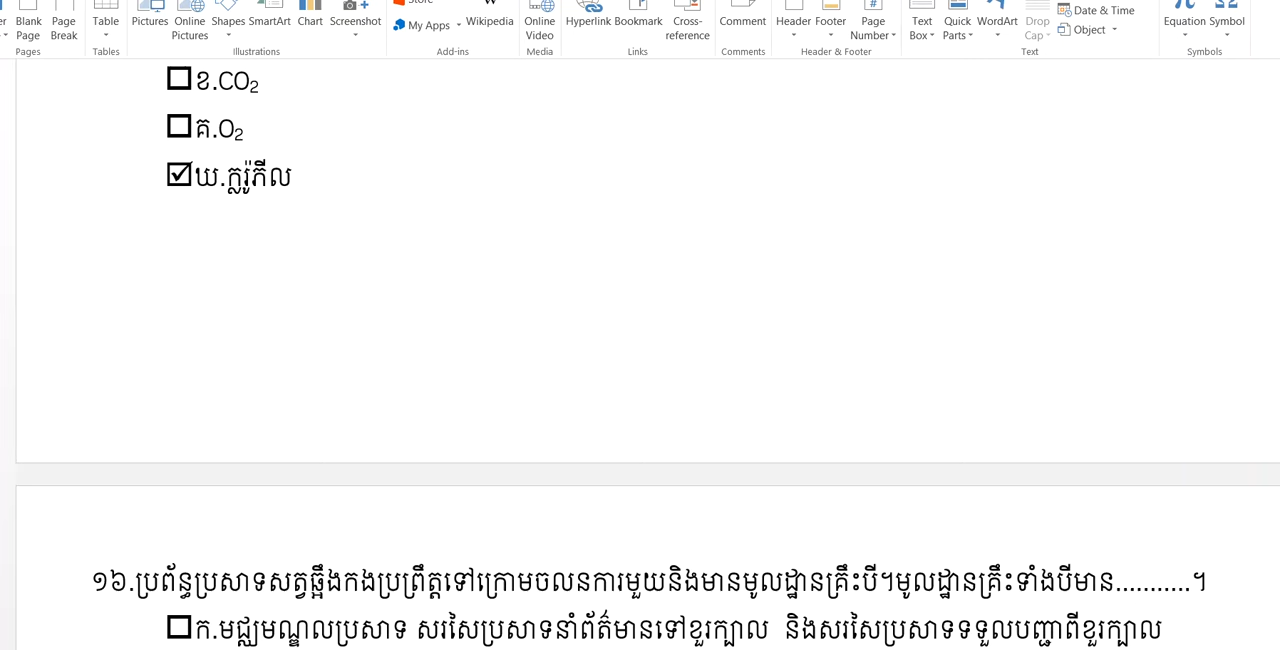 Blank Page Table Pictures Online Shapes SmartArt Chart Screenshot My Apps Wikipedia Online Hyperlink Bookmark Cross- Comment Header Footer Page Text Quick WordArt Drop Date & Time Equation Symbol
Page Break Pictures Video reference Number Box Parts Cap Object
Pages Tables Illustrations Add-ins Media Links Comments Header & Footer Text Symbols
ខ.CO₂
គ.O₂
ឃ.ក្លរ៉ូភីល
១៦.ប្រព័ន្ធប្រសាទសត្វឆ្អឹងកងប្រព្រឹត្តទៅក្រោមចលនការមួយនិងមានមូលដ្ឋានគ្រឹះបី។មូលដ្ឋានគ្រឹះទាំងបីមាន...........។
ក.មជ្ឈមណ្ឌលប្រសាទ សរសៃប្រសាទនាំព័ត៌មានទៅខួរក្បាល និងសរសៃប្រសាទទទួលបញ្ជាពីខួរក្បាល